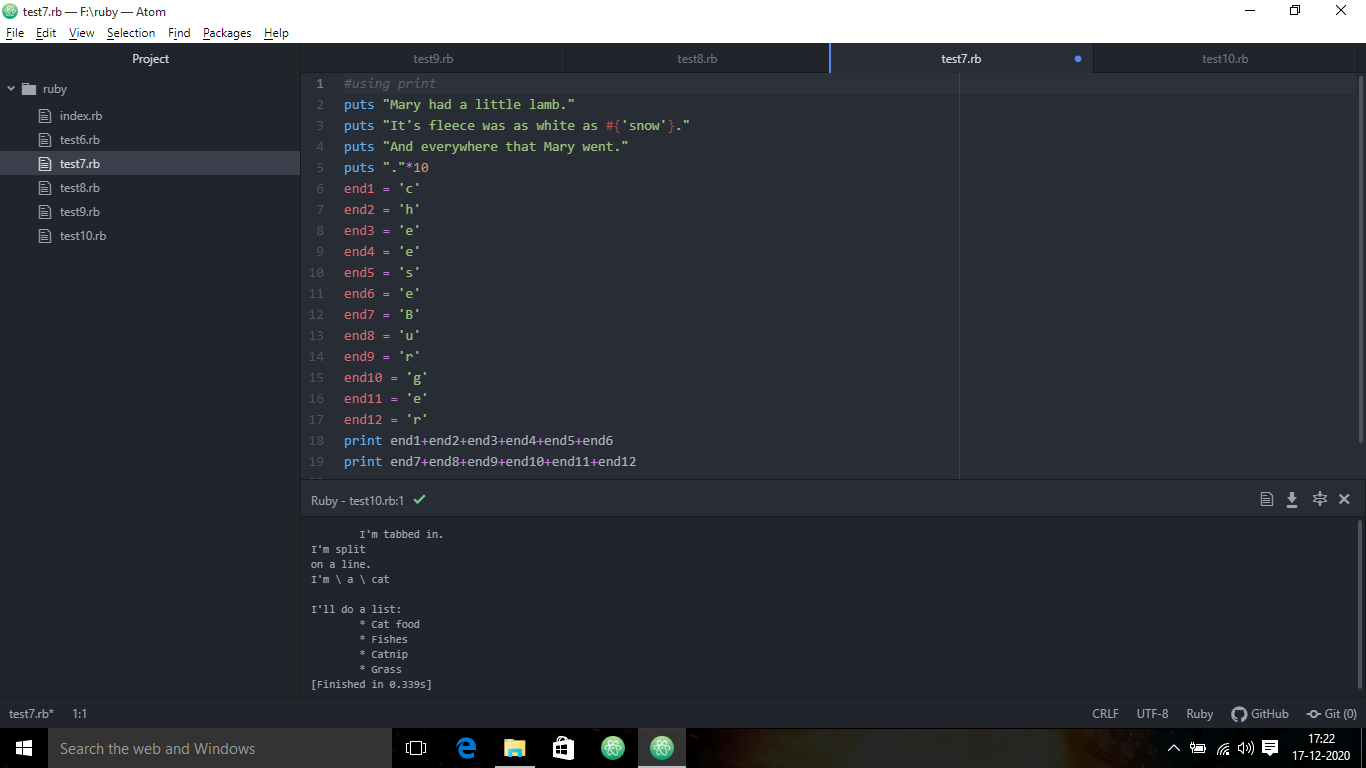 test7.rb — F:\ruby — Atom
File Edit View Selection Find Packages Help
Project
test9.rb
test8.rb
test7.rb
test10.rb
ruby
index.rb
test6.rb
test7.rb
test8.rb
test9.rb
test10.rb
1 #using print
2 puts "Mary had a little lamb."
3 puts "It's fleece was as white as #{'snow'}."
4 puts "And everywhere that Mary went."
5 puts "."*10
6 end1 = 'c'
7 end2 = 'h'
8 end3 = 'e'
9 end4 = 'e'
10 end5 = 's'
11 end6 = 'e'
12 end7 = 'B'
13 end8 = 'u'
14 end9 = 'r'
15 end10 = 'g'
16 end11 = 'e'
17 end12 = 'r'
18 print end1+end2+end3+end4+end5+end6
19 print end7+end8+end9+end10+end11+end12
Ruby - test10.rb:1
I'm tabbed in.
I'm split
on a line.
I'm \ a \ cat
I'll do a list:
* Cat food
* Fishes
* Catnip
* Grass
[Finished in 0.339s]
test7.rb* 1:1 CRLF UTF-8 Ruby GitHub Git (0)
Search the web and Windows
17:22
17-12-2020